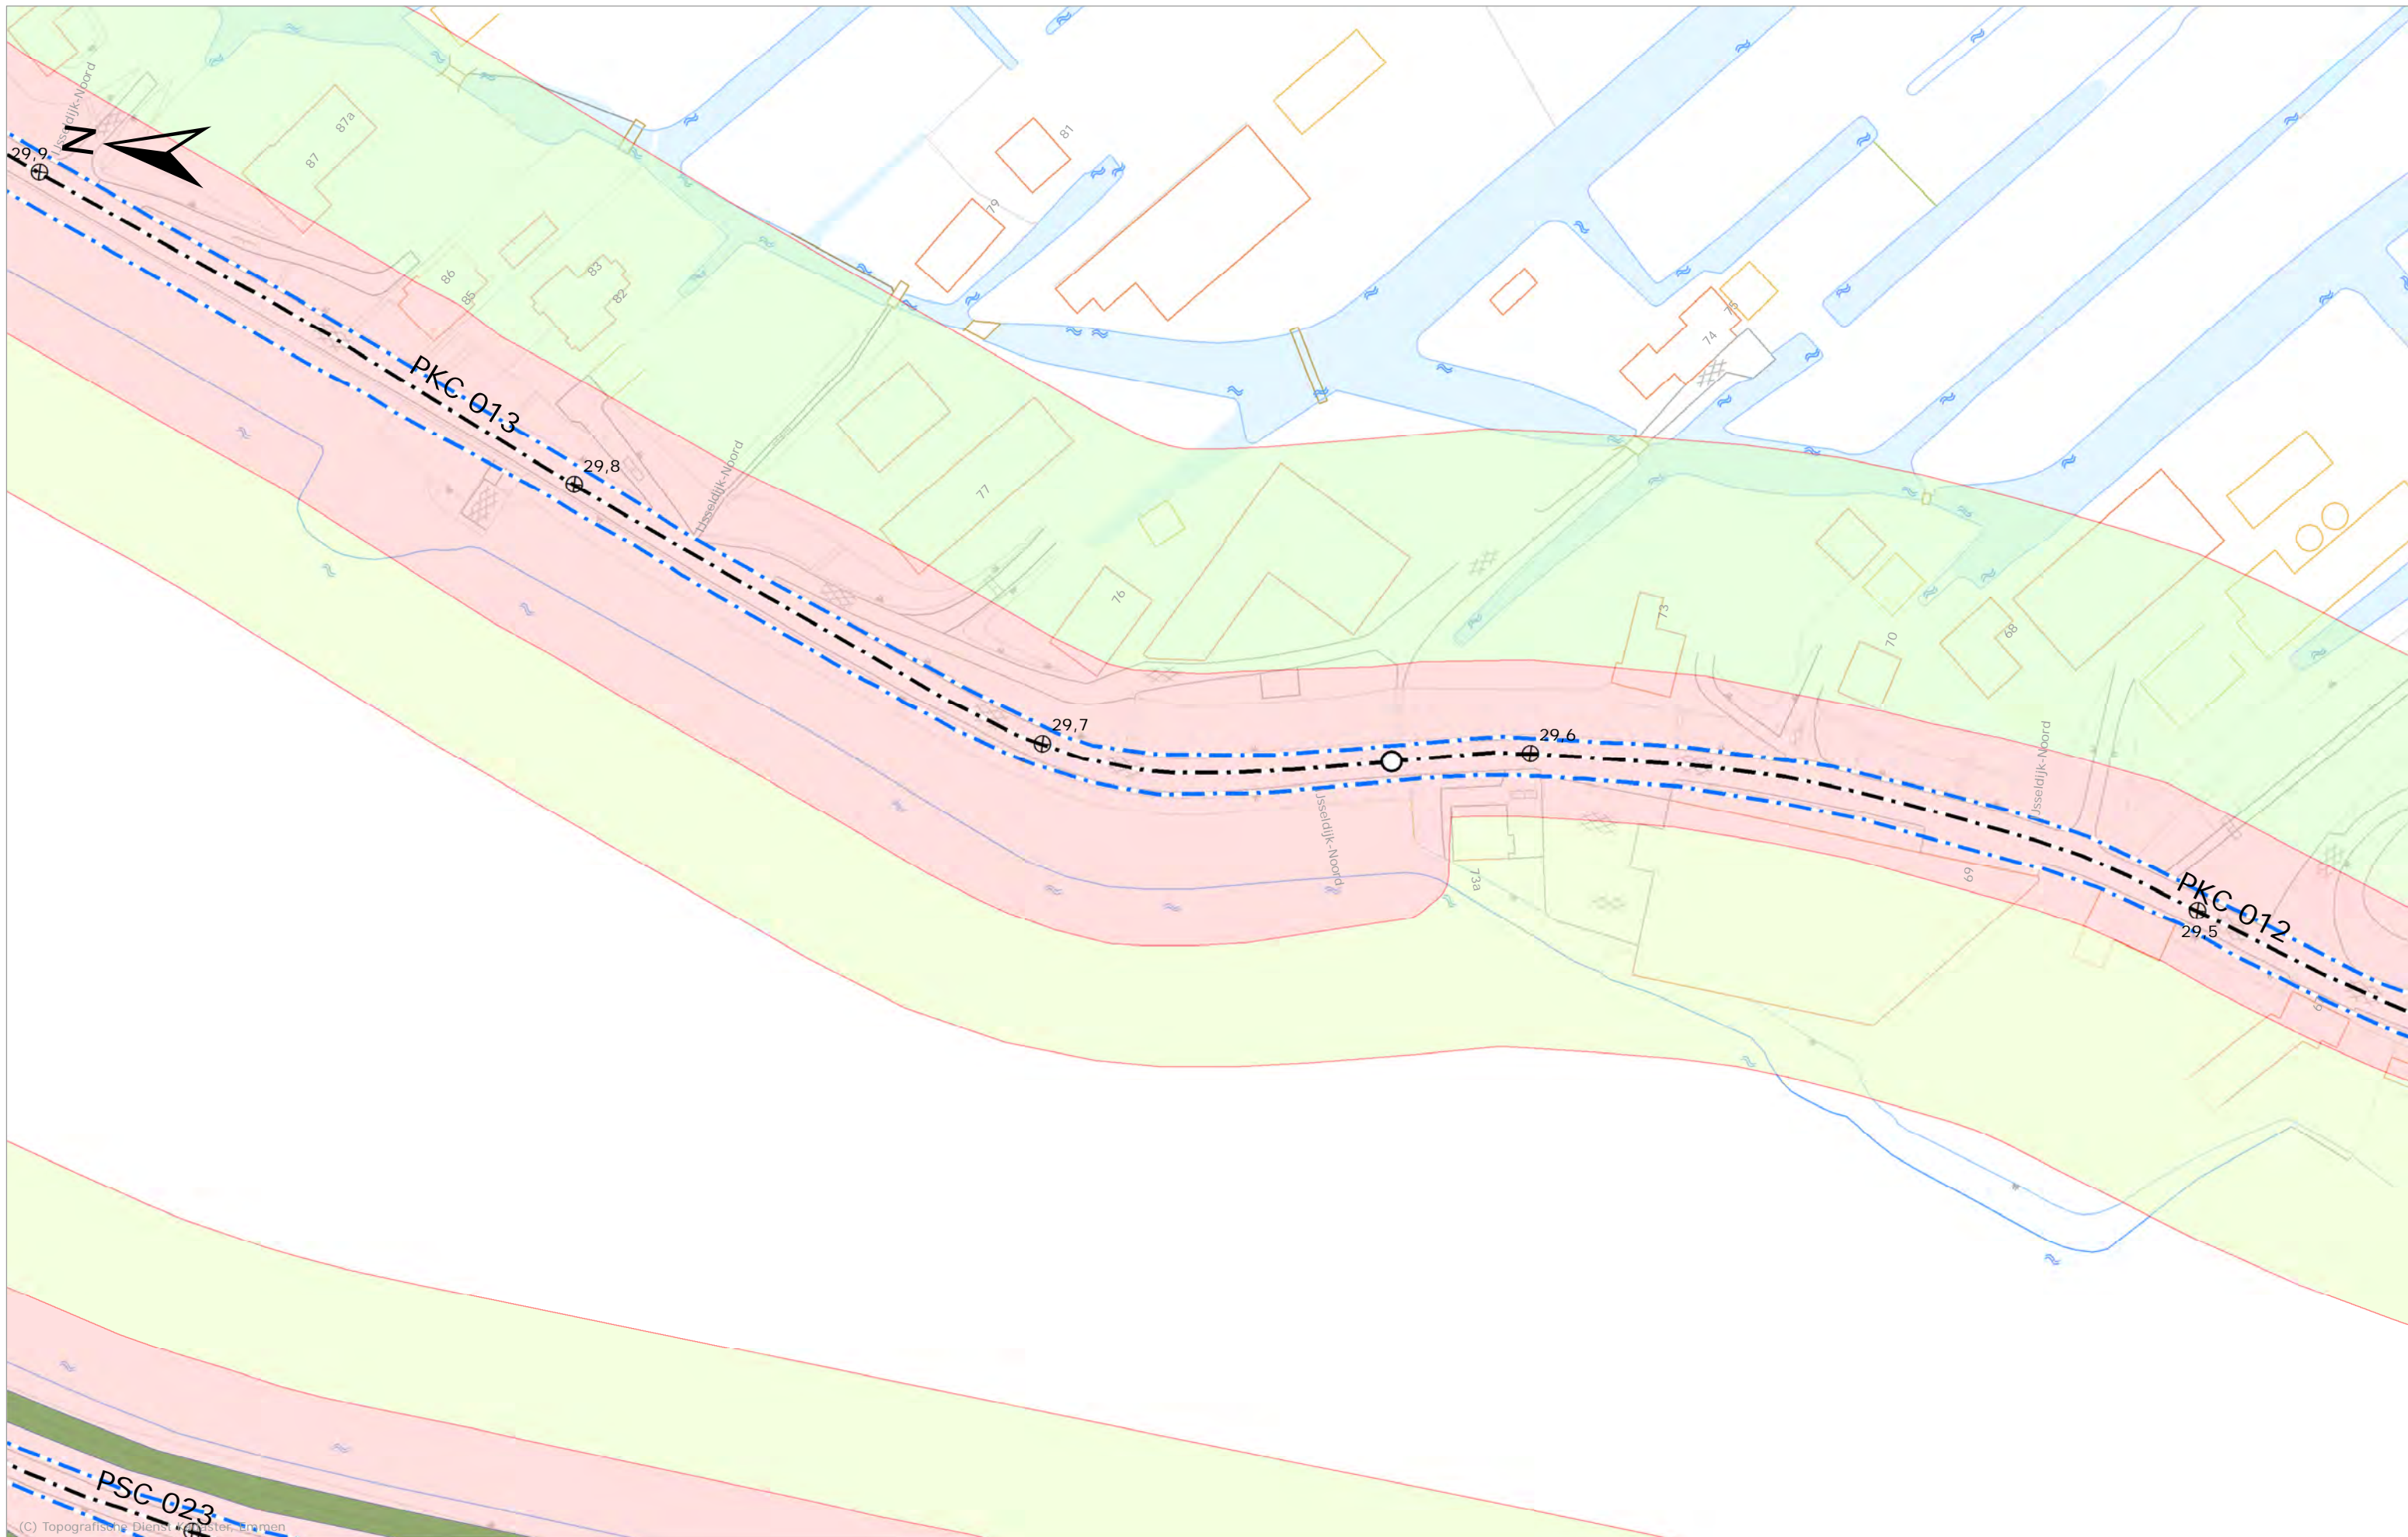 IJsseldijk-Noord
N
29,9
87a
87
81
79
86
85
83
82
75
74
PKC 013
29,8
IJsseldijk-Noord
77
76
73
70
68
29,7
29,6
IJsseldijk-Noord
IJsseldijk-Noord
73a
69
PKC 012
29,5
PSC 023
(C) Topografische Dienst Kadaster, Emmen